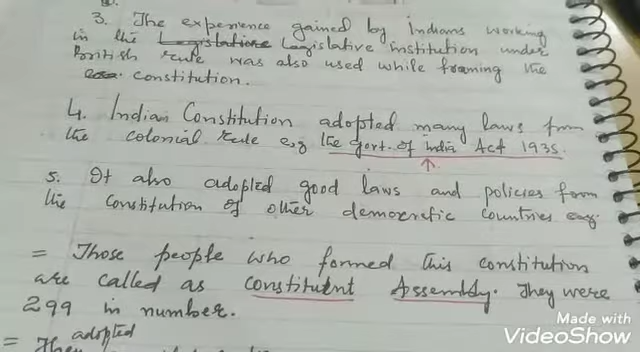 3. The experience gained by Indians working
in the Legislative institution under
British rule was also used while framing the
constitution.
4. Indian Constitution adopted many laws from
the colonial rule e.g the govt. of India Act 1935.
5. It also adopted good laws and policies from
the constitution of other democratic countries
= Those people who formed this constitution
are called as constituent Assembly. They were
299 in number.
= They adopted
Made with
VideoShow